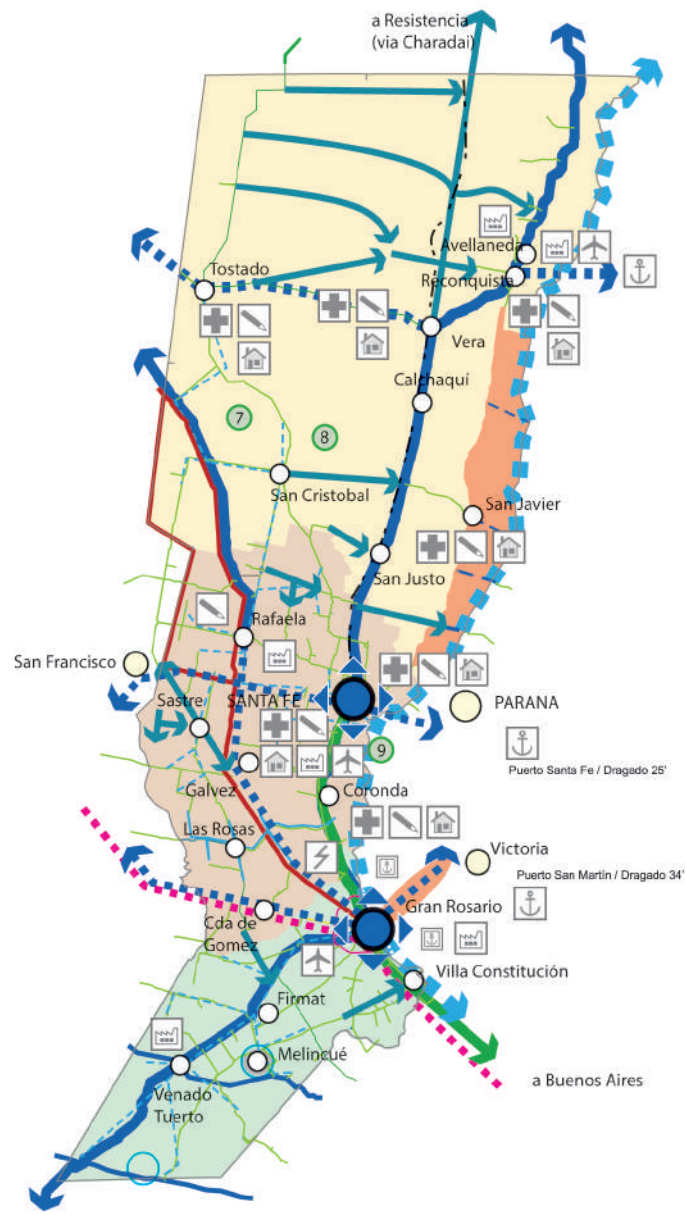 a Resistencia
(via Charadai)
Avellaneda
Tostado
Reconquista
Vera
Calchaquí
7
8
San Cristobal
San Javier
San Justo
Rafaela
San Francisco
SANTA FE
Sastre
PARANA
9
Puerto Santa Fe / Dragado 25'
Galvez
Coronda
Las Rosas
Victoria
Puerto San Martín / Dragado 34'
Gran Rosario
Cda de
Gomez
Villa Constitución
Firmat
Melincué
a Buenos Aires
Venado
Tuerto